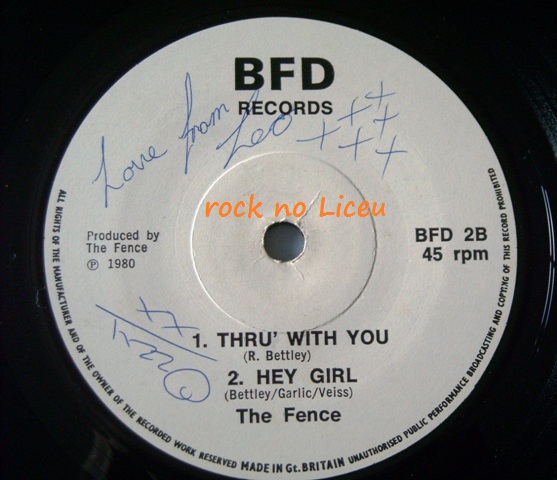 BFD
RECORDS
Love from
Leo
rock no Liceu
Produced by
The Fence
℗ 1980
BFD 2B
45 rpm
1. THRU' WITH YOU
(R. Bettley)
2. HEY GIRL
(Bettley/Garlic/Veiss)
The Fence
ALL RIGHTS OF THE MANUFACTURER AND OF THE OWNER OF THE RECORDED WORK RESERVED MADE IN Gt. BRITAIN UNAUTHORISED PUBLIC PERFORMANCE BROADCASTING AND COPYING OF THIS RECORD PROHIBITED